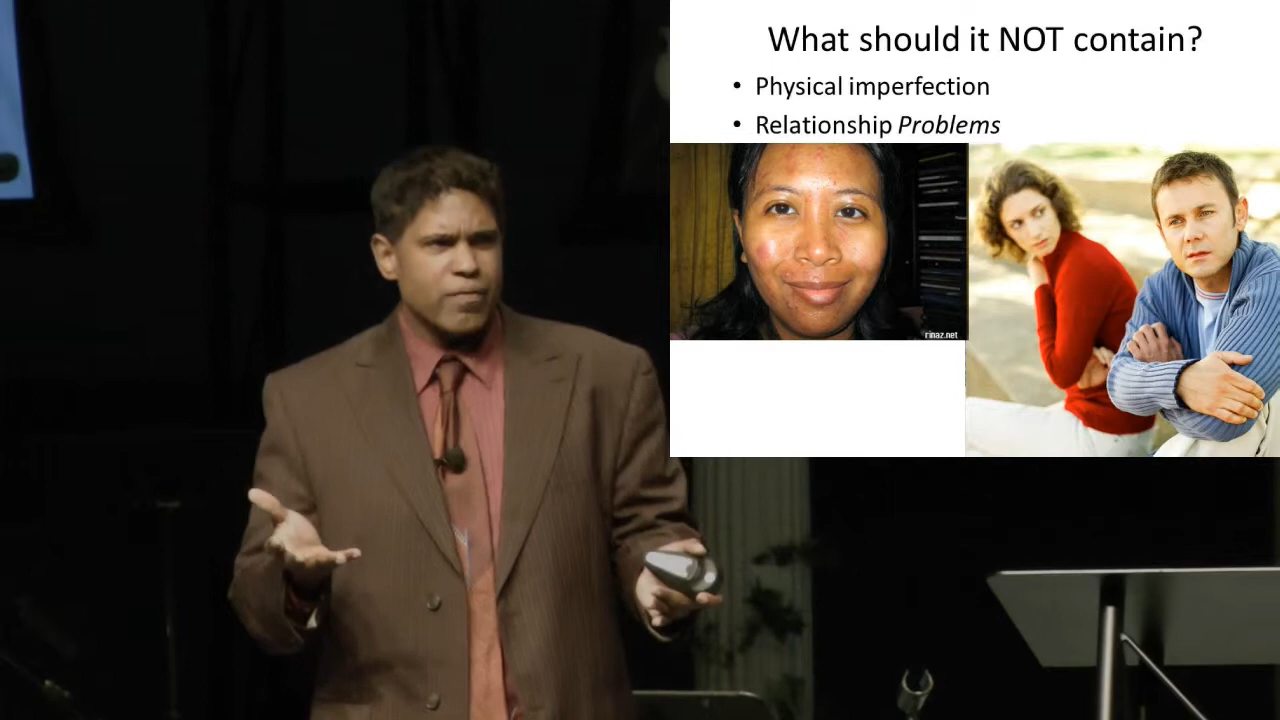 What should it NOT contain?
• Physical imperfection
• Relationship Problems
rinaz.net